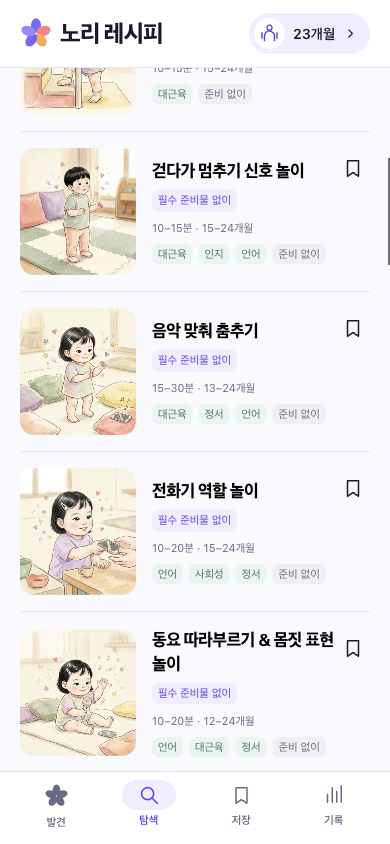 노리 레시피
23개월
10–15분 · 15–24개월
대근육 준비 없이
걷다가 멈추기 신호 놀이
필수 준비물 없이
10–15분 · 15–24개월
대근육 인지 언어 준비 없이
음악 맞춰 춤추기
필수 준비물 없이
15–30분 · 13–24개월
대근육 정서 언어 준비 없이
전화기 역할 놀이
필수 준비물 없이
10–20분 · 15–24개월
언어 사회성 정서 준비 없이
동요 따라부르기 & 몸짓 표현
놀이
필수 준비물 없이
10–20분 · 12–24개월
언어 대근육 정서 준비 없이
발견 탐색 저장 기록